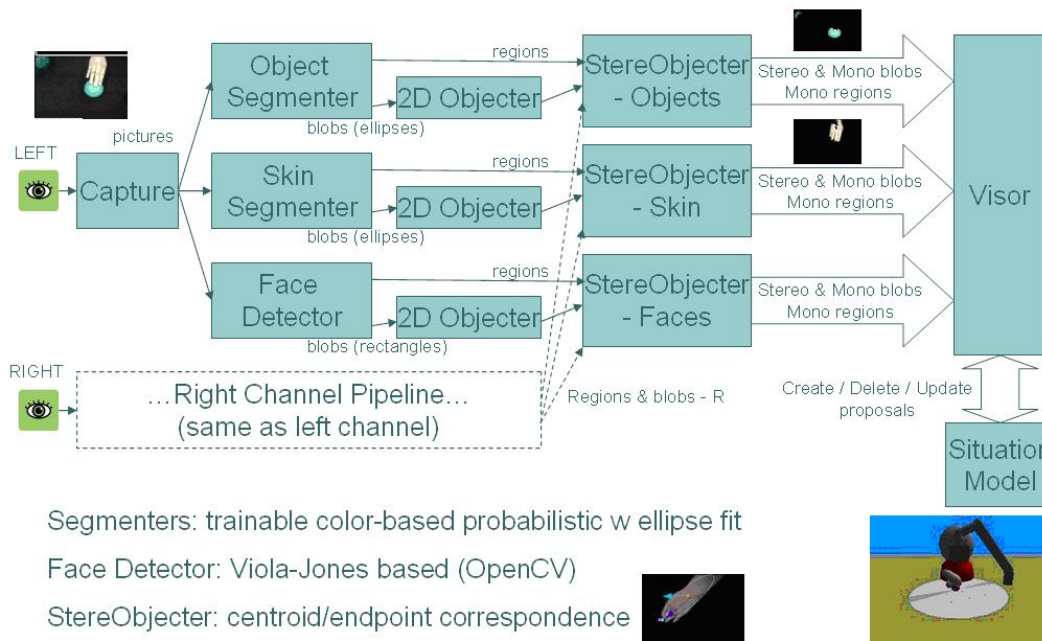 Object
Segmenter
regions
2D Objecter
blobs (ellipses)
StereObjecter
- Objects
Stereo & Mono blobs
Mono regions
pictures
LEFT
Capture
Skin
Segmenter
regions
2D Objecter
blobs (ellipses)
StereObjecter
- Skin
Stereo & Mono blobs
Mono regions
Visor
Face
Detector
regions
2D Objecter
blobs (rectangles)
StereObjecter
- Faces
Stereo & Mono blobs
Mono regions
RIGHT
...Right Channel Pipeline...
(same as left channel)
Regions & blobs - R
Create / Delete / Update
proposals
Situation
Model
Segmenters: trainable color-based probabilistic w ellipse fit
Face Detector: Viola-Jones based (OpenCV)
StereObjecter: centroid/endpoint correspondence